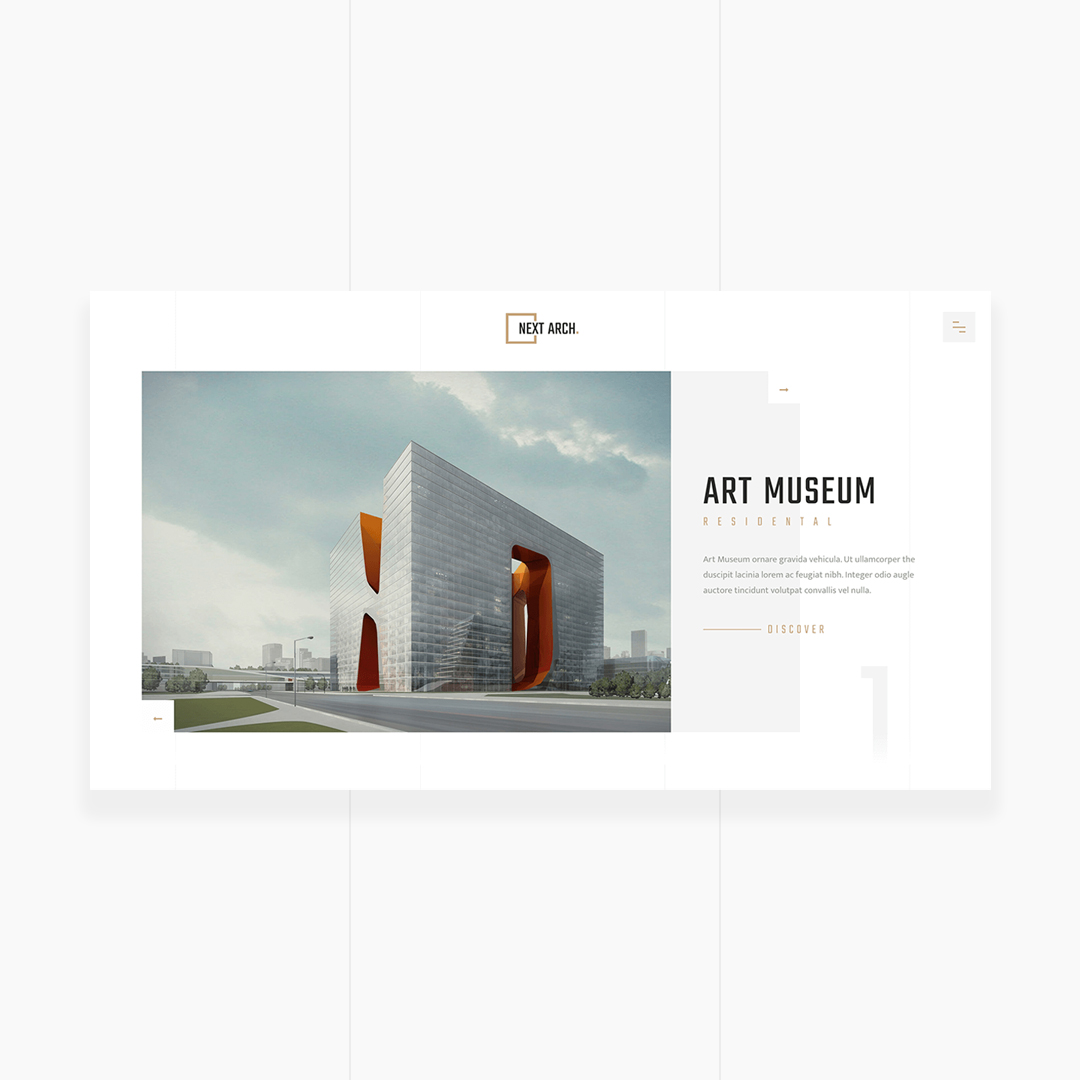 NEXT ARCH.
ART MUSEUM
RESIDENTAL
Art Museum ornare gravida vehicula. Ut ullamcorper the
duscipit lacinia lorem ac feugiat nibh. Integer odio augle
auctore tincidunt volutpat convallis vel nulla.
DISCOVER
1